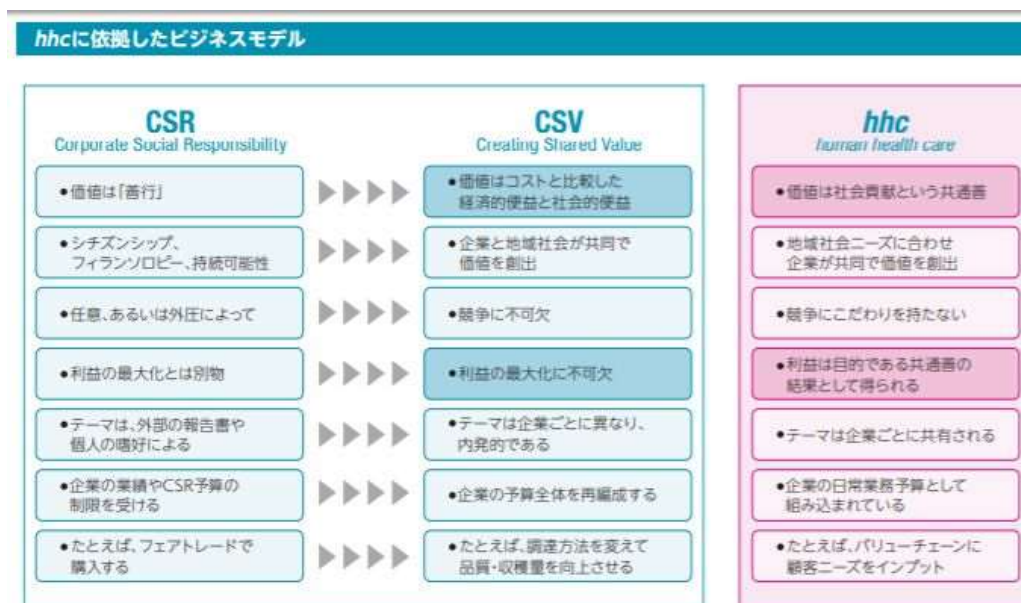 hhcに依拠したビジネスモデル
CSR
Corporate Social Responsibility
CSV
Creating Shared Value
hhc
human health care
●価値は「善行」
●価値はコストと比較した
経済的便益と社会的便益
●価値は社会貢献という共通善
●シチズンシップ、
フィランソロピー、持続可能性
●企業と地域社会が共同で
価値を創出
●地域社会ニーズに合わせ
企業が共同で価値を創出
●任意、あるいは外圧によって
●競争に不可欠
●競争にこだわりを持たない
●利益の最大化とは別物
●利益の最大化に不可欠
●利益は目的である共通善の
結果として得られる
●テーマは、外部の報告書や
個人の嗜好による
●テーマは企業ごとに異なり、
内発的である
●テーマは企業ごとに共有される
●企業の業績やCSR予算の
制限を受ける
●企業の予算全体を再編成する
●企業の日常業務予算として
組み込まれている
●たとえば、フェアトレードで
購入する
●たとえば、調達方法を変えて
品質・収穫量を向上させる
●たとえば、バリューチェーンに
顧客ニーズをインプット